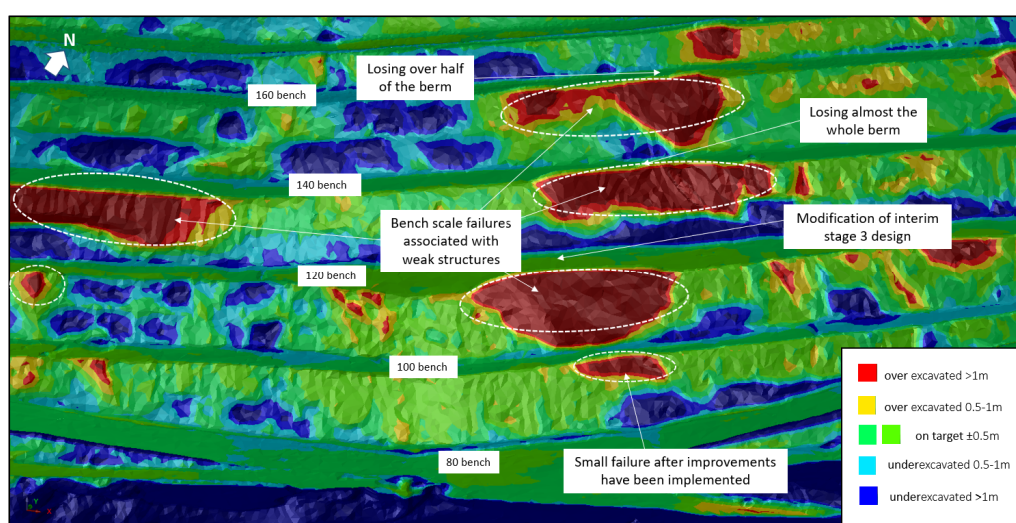 N
Losing over half
of the berm
160 bench
Losing almost the
whole berm
140 bench
Bench scale failures
associated with
weak structures
Modification of interim
stage 3 design
120 bench
100 bench
80 bench
Small failure after improvements
have been implemented
over excavated >1m
over excavated 0.5-1m
on target ±0.5m
underexcavated 0.5-1m
underexcavated >1m
Y
X